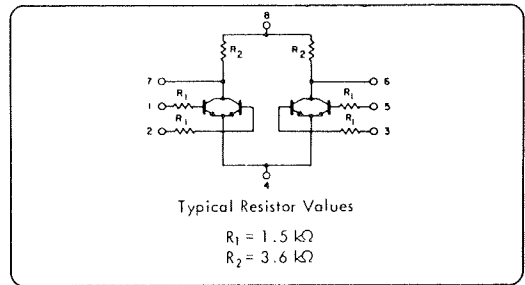 8
R2 R2
7 6
R1 R1
1 5
R1 R1
2 3
4
Typical Resistor Values
R1 = 1.5 kΩ
R2 = 3.6 kΩ